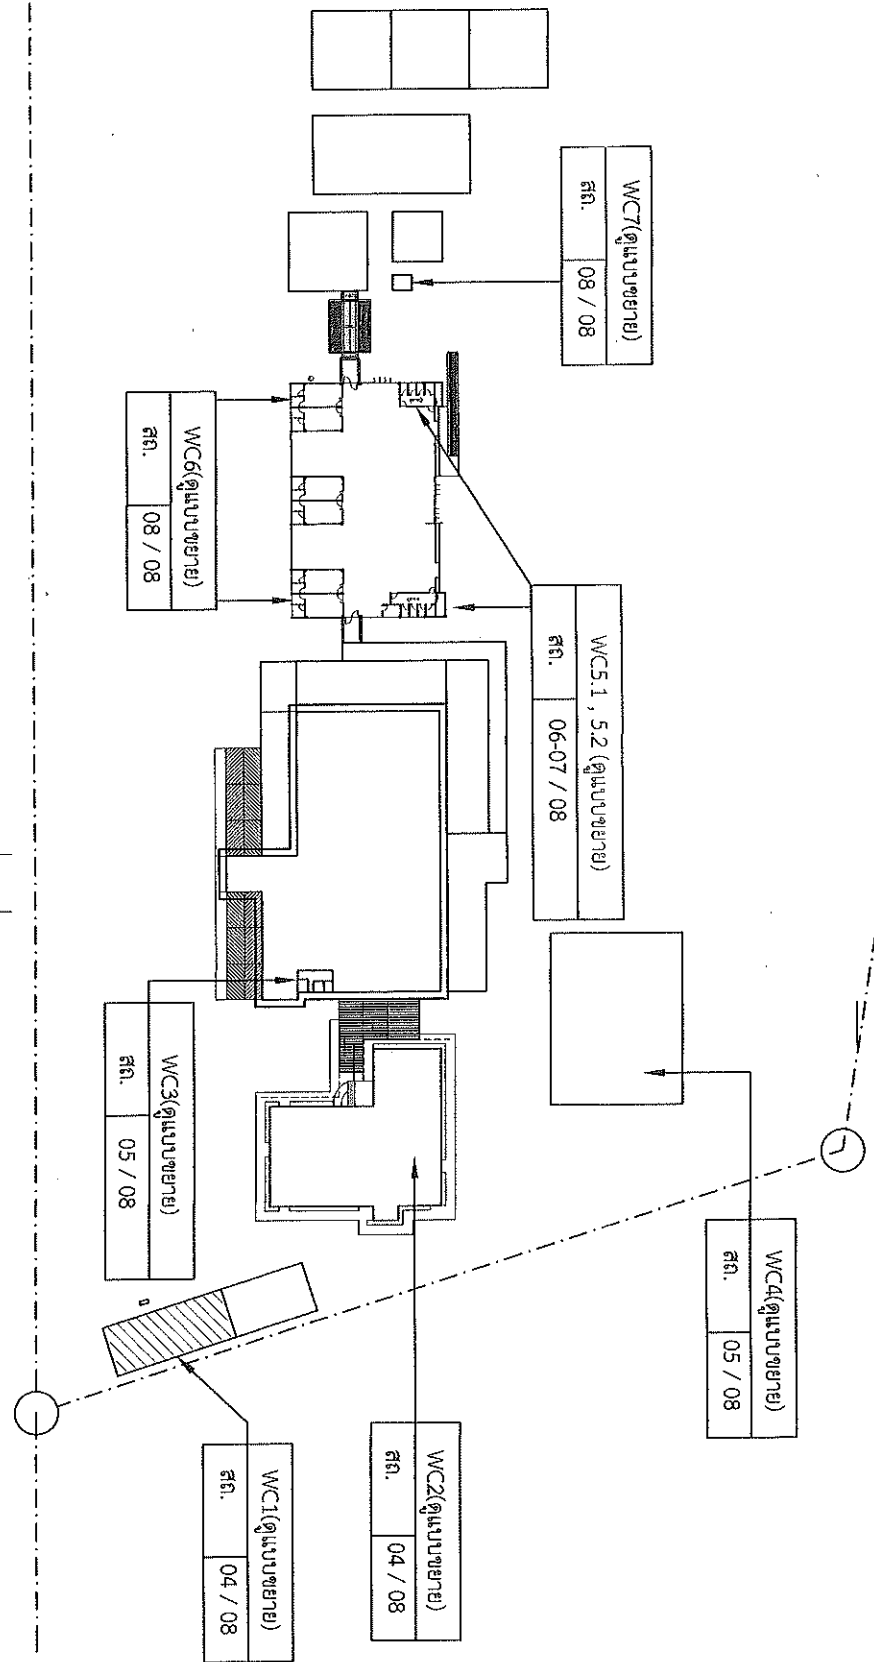 WC7(ดูแบบขยาย)
สถ. 08 / 08
WC6(ดูแบบขยาย)
สถ. 08 / 08
WC5.1 , 5.2 (ดูแบบขยาย)
สถ. 06-07 / 08
WC3(ดูแบบขยาย)
สถ. 05 / 08
WC4(ดูแบบขยาย)
สถ. 05 / 08
WC2(ดูแบบขยาย)
สถ. 04 / 08
WC1(ดูแบบขยาย)
สถ. 04 / 08